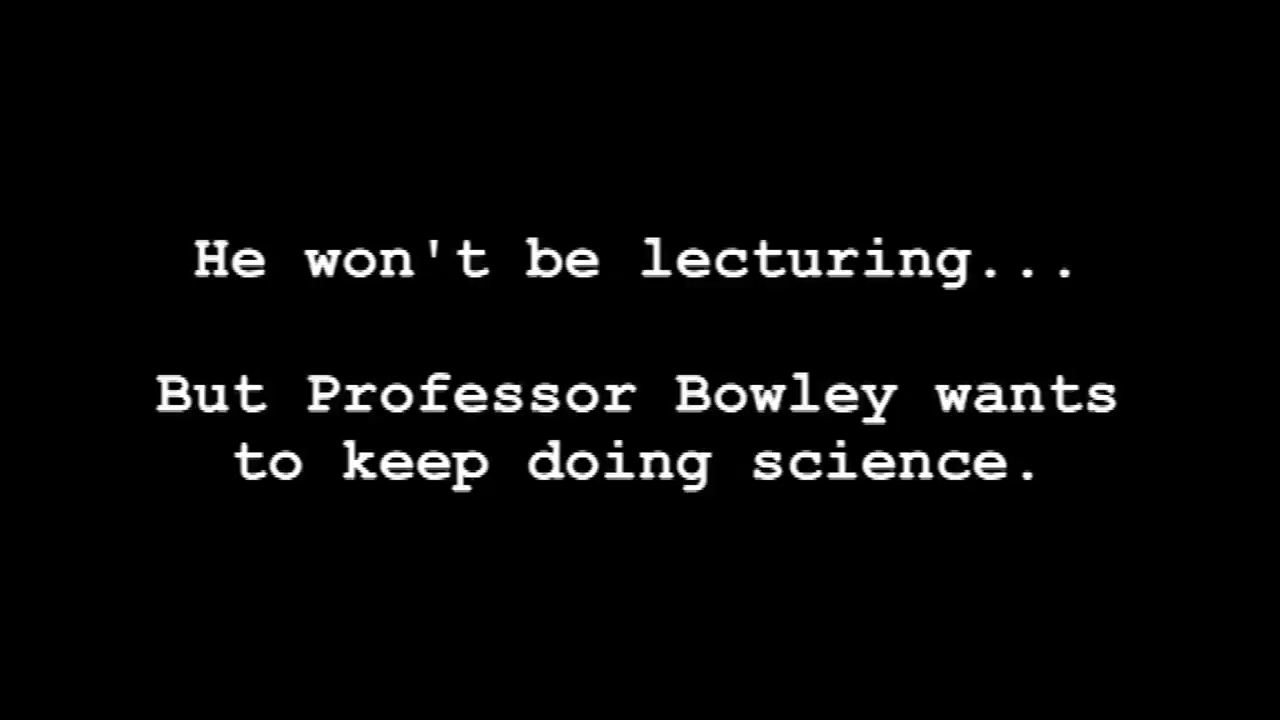 He won't be lecturing...
But Professor Bowley wants
to keep doing science.